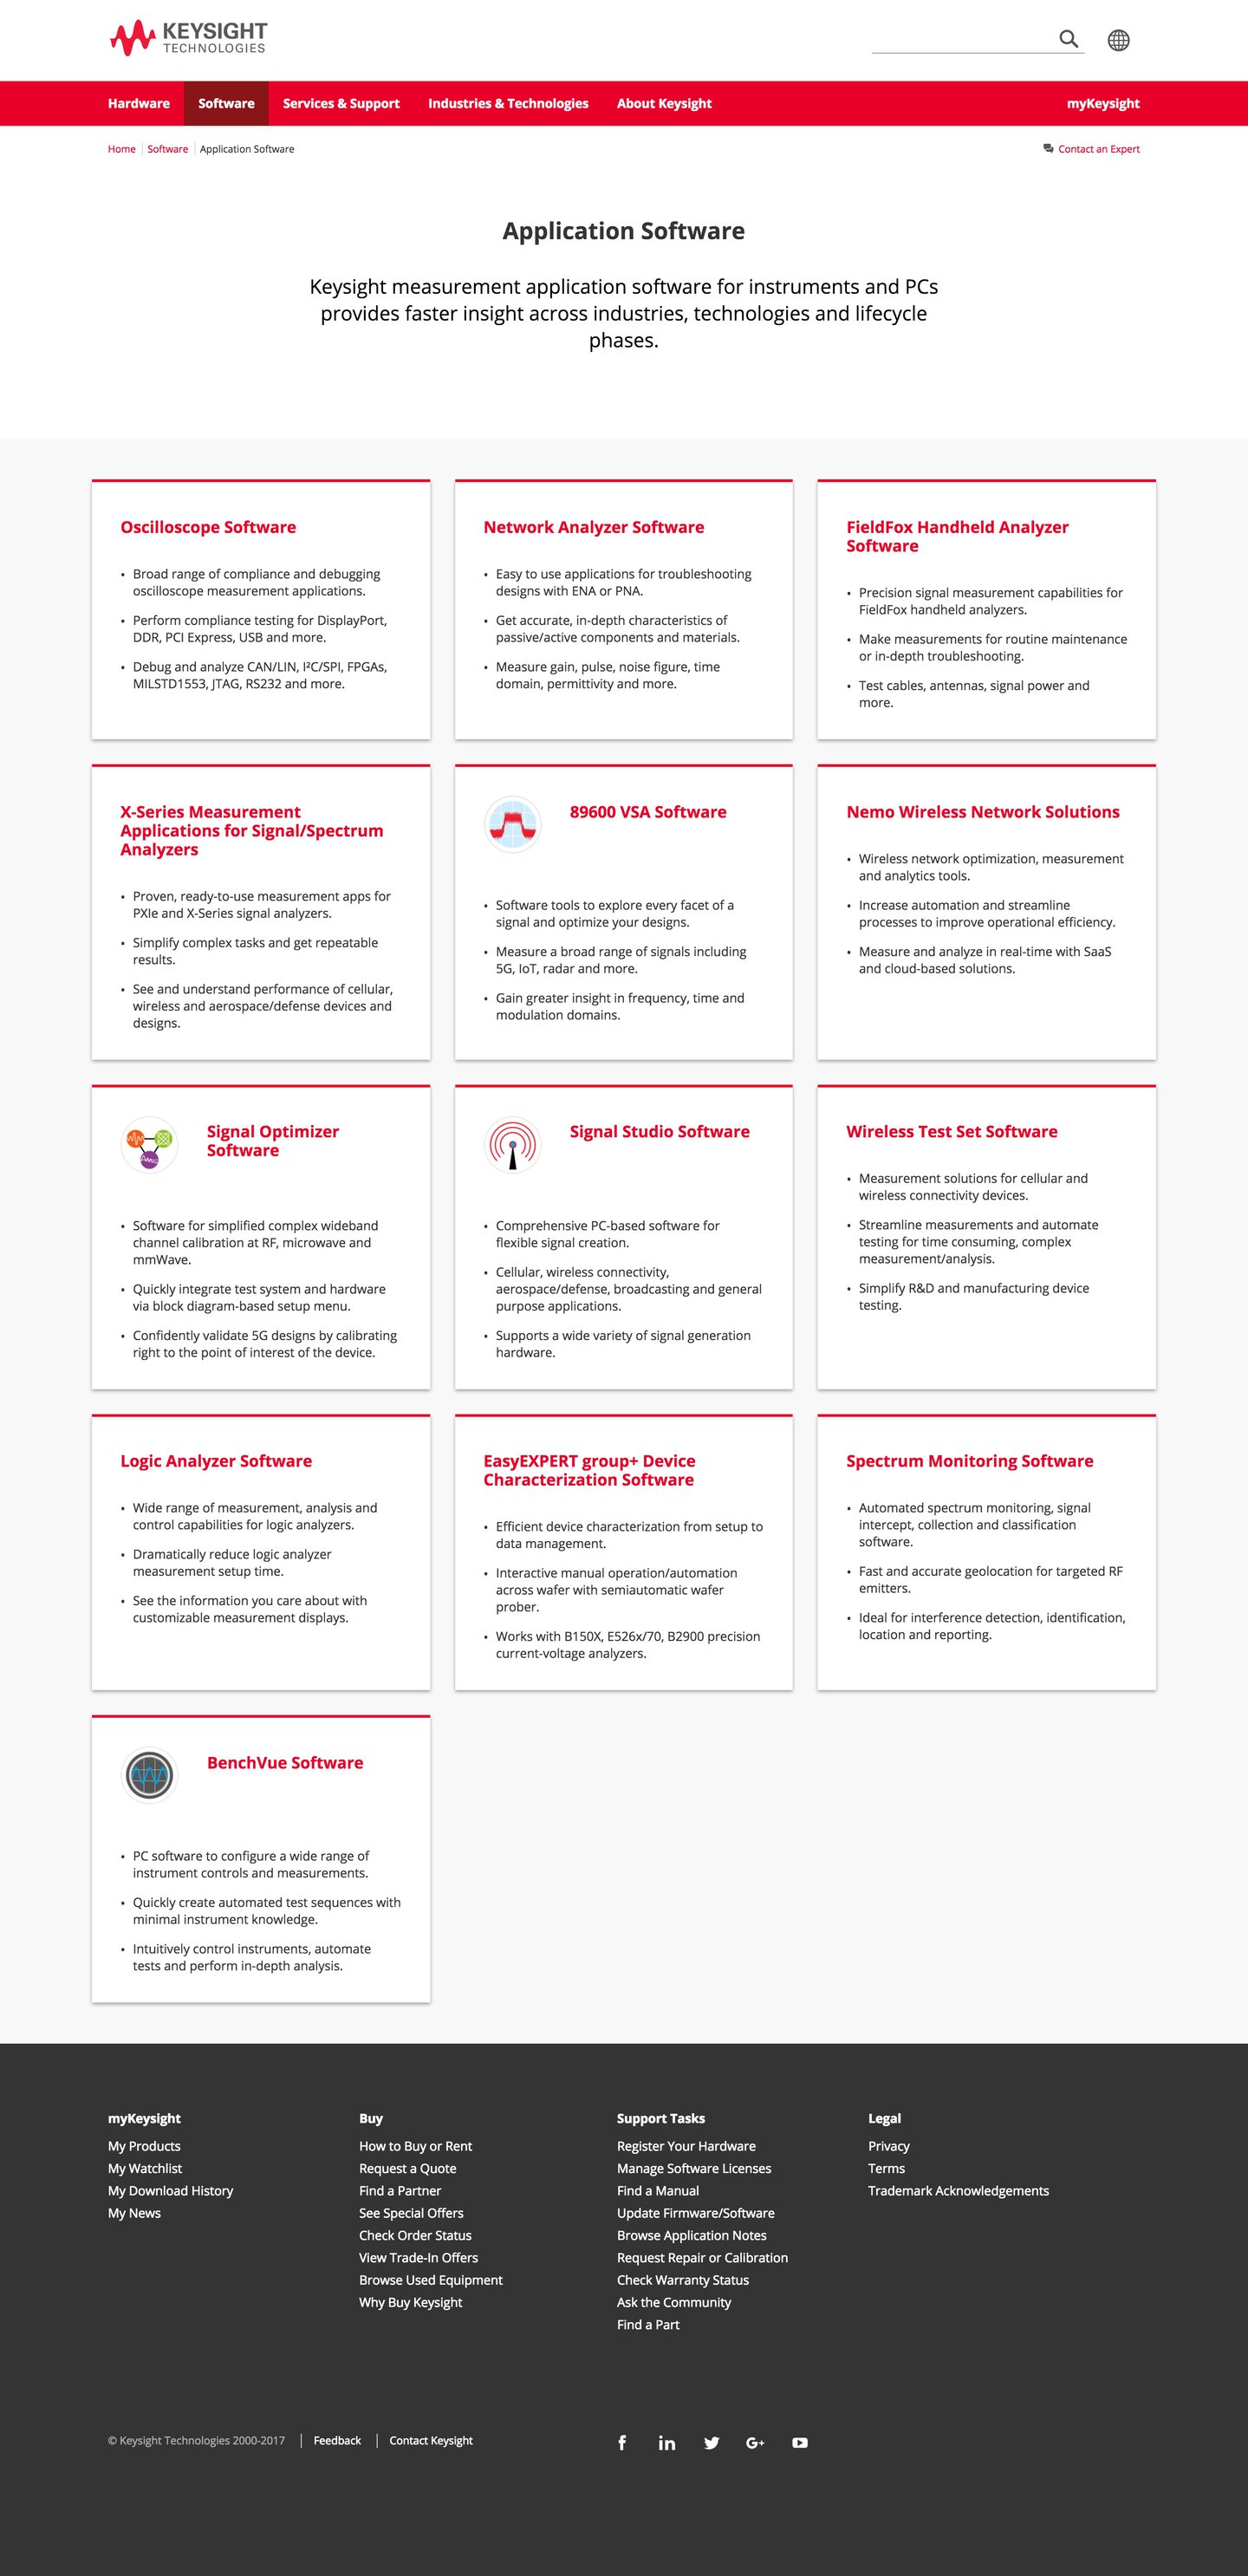 KEYSIGHT
TECHNOLOGIES
Hardware
Software
Services & Support
Industries & Technologies
About Keysight
myKeysight
Home
Software
Application Software
Contact an Expert
Application Software
Keysight measurement application software for instruments and PCs
provides faster insight across industries, technologies and lifecycle
phases.
Oscilloscope Software
• Broad range of compliance and debugging
oscilloscope measurement applications.
• Perform compliance testing for DisplayPort,
DDR, PCI Express, USB and more.
• Debug and analyze CAN/LIN, I²C/SPI, FPGAs,
MILSTD1553, JTAG, RS232 and more.
Network Analyzer Software
• Easy to use applications for troubleshooting
designs with ENA or PNA.
• Get accurate, in-depth characteristics of
passive/active components and materials.
• Measure gain, pulse, noise figure, time
domain, permittivity and more.
FieldFox Handheld Analyzer
Software
• Precision signal measurement capabilities for
FieldFox handheld analyzers.
• Make measurements for routine maintenance
or in-depth troubleshooting.
• Test cables, antennas, signal power and
more.
X-Series Measurement
Applications for Signal/Spectrum
Analyzers
• Proven, ready-to-use measurement apps for
PXIe and X-Series signal analyzers.
• Simplify complex tasks and get repeatable
results.
• See and understand performance of cellular,
wireless and aerospace/defense devices and
designs.
89600 VSA Software
• Software tools to explore every facet of a
signal and optimize your designs.
• Measure a broad range of signals including
5G, IoT, radar and more.
• Gain greater insight in frequency, time and
modulation domains.
Nemo Wireless Network Solutions
• Wireless network optimization, measurement
and analytics tools.
• Increase automation and streamline
processes to improve operational efficiency.
• Measure and analyze in real-time with SaaS
and cloud-based solutions.
Signal Optimizer
Software
• Software for simplified complex wideband
channel calibration at RF, microwave and
mmWave.
• Quickly integrate test system and hardware
via block diagram-based setup menu.
• Confidently validate 5G designs by calibrating
right to the point of interest of the device.
Signal Studio Software
• Comprehensive PC-based software for
flexible signal creation.
• Cellular, wireless connectivity,
aerospace/defense, broadcasting and general
purpose applications.
• Supports a wide variety of signal generation
hardware.
Wireless Test Set Software
• Measurement solutions for cellular and
wireless connectivity devices.
• Streamline measurements and automate
testing for time consuming, complex
measurement/analysis.
• Simplify R&D and manufacturing device
testing.
Logic Analyzer Software
• Wide range of measurement, analysis and
control capabilities for logic analyzers.
• Dramatically reduce logic analyzer
measurement setup time.
• See the information you care about with
customizable measurement displays.
EasyEXPERT group+ Device
Characterization Software
• Efficient device characterization from setup to
data management.
• Interactive manual operation/automation
across wafer with semiautomatic wafer
prober.
• Works with B150X, E526x/70, B2900 precision
current-voltage analyzers.
Spectrum Monitoring Software
• Automated spectrum monitoring, signal
intercept, collection and classification
software.
• Fast and accurate geolocation for targeted RF
emitters.
• Ideal for interference detection, identification,
location and reporting.
BenchVue Software
• PC software to configure a wide range of
instrument controls and measurements.
• Quickly create automated test sequences with
minimal instrument knowledge.
• Intuitively control instruments, automate
tests and perform in-depth analysis.
myKeysight
My Products
My Watchlist
My Download History
My News
Buy
How to Buy or Rent
Request a Quote
Find a Partner
See Special Offers
Check Order Status
View Trade-In Offers
Browse Used Equipment
Why Buy Keysight
Support Tasks
Register Your Hardware
Manage Software Licenses
Find a Manual
Update Firmware/Software
Browse Application Notes
Request Repair or Calibration
Check Warranty Status
Ask the Community
Find a Part
Legal
Privacy
Terms
Trademark Acknowledgements
© Keysight Technologies 2000-2017
Feedback
Contact Keysight